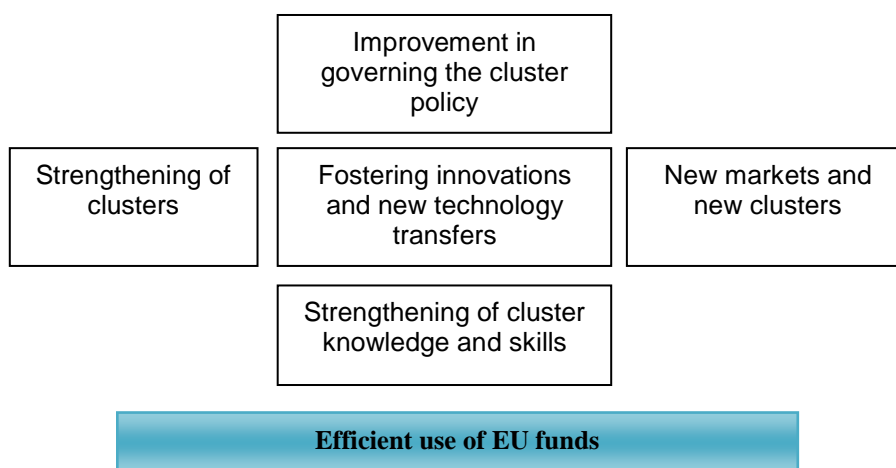 Improvement in
governing the cluster
policy
Strengthening of
clusters
Fostering innovations
and new technology
transfers
New markets and
new clusters
Strengthening of cluster
knowledge and skills
Efficient use of EU funds